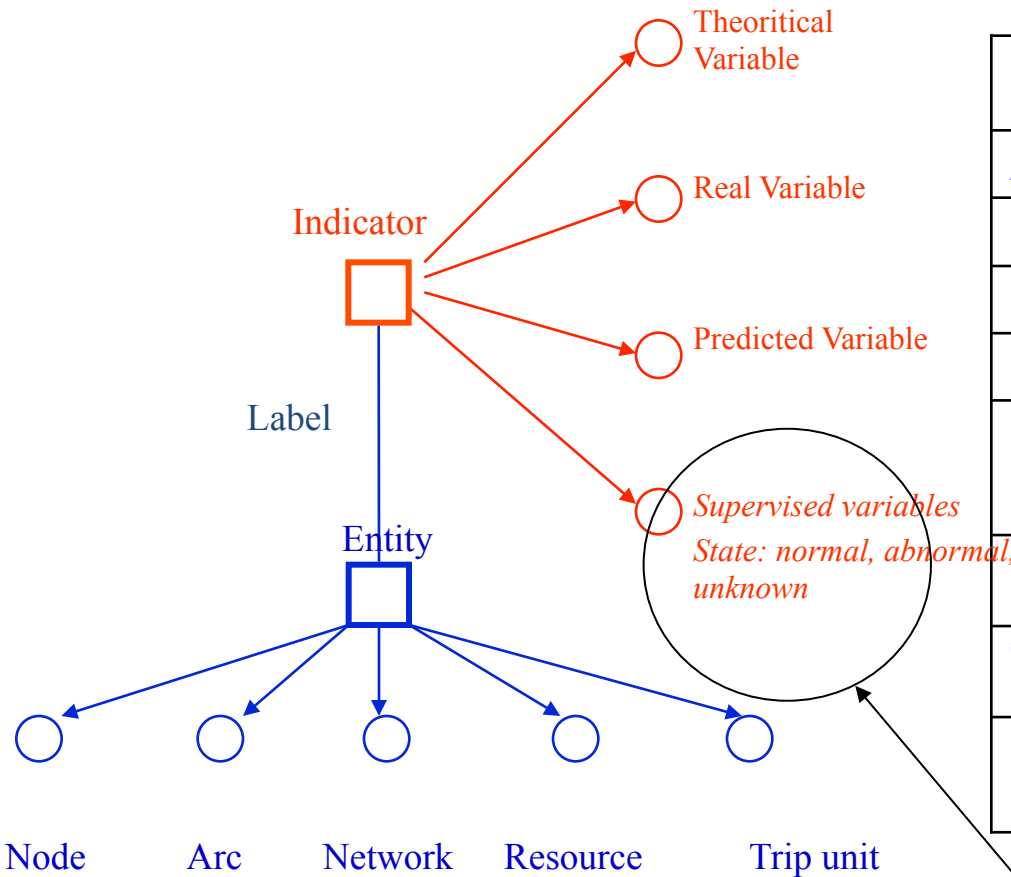 Theoritical
Variable
Real Variable
Indicator
Predicted Variable
Label
Supervised variables
State: normal, abnormal,
unknown
Entity
Node Arc Network Resource Trip unit